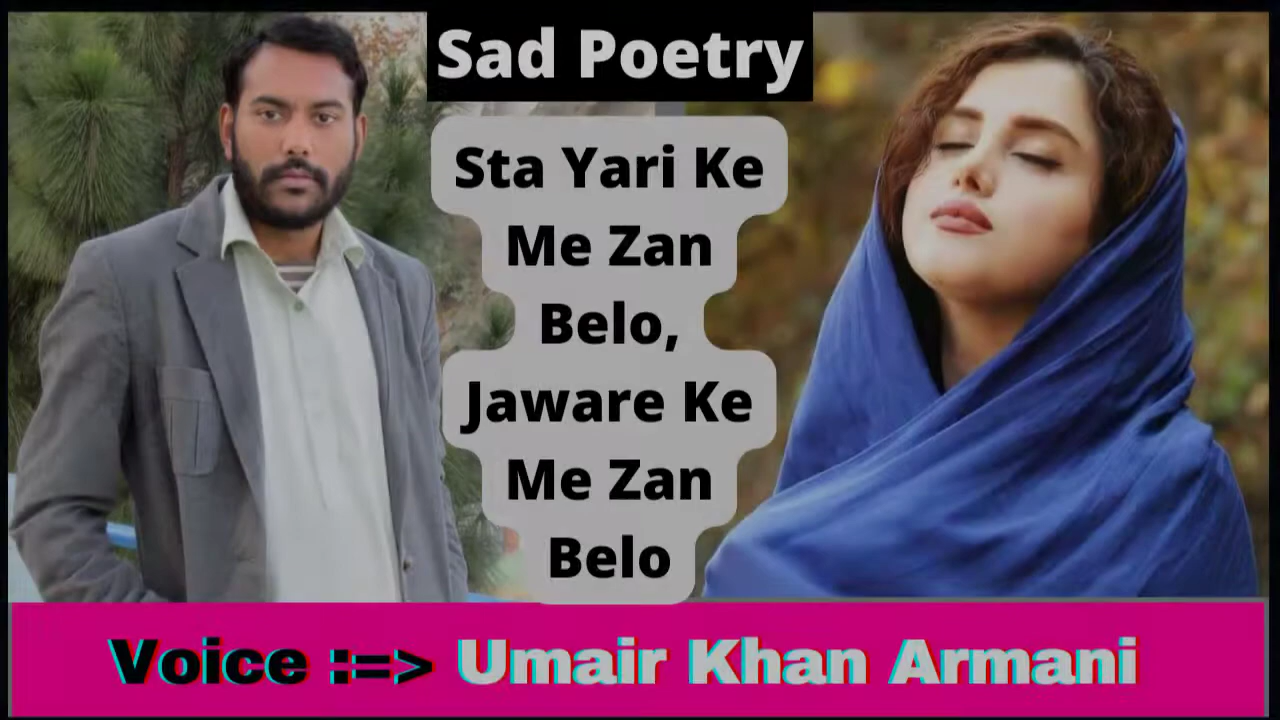 Sad Poetry
Sta Yari Ke
Me Zan
Belo,
Jaware Ke
Me Zan
Belo
Voice :=> Umair Khan Armani